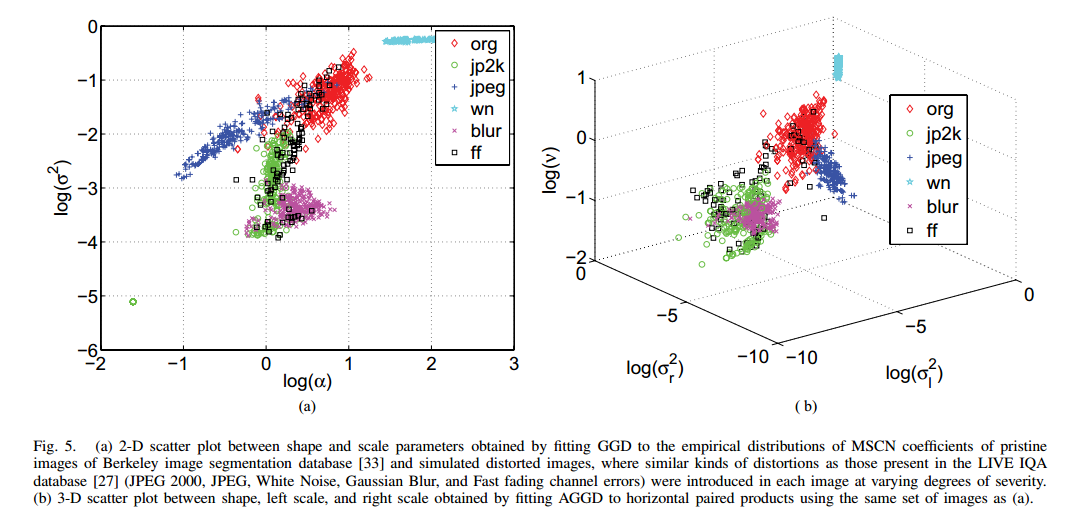 0
−1
−2
−3
−4
−5
−6
log(σ²)
−2 −1 0 1 2 3
log(α)
org
jp2k
jpeg
wn
blur
ff
(a)
1
0
−1
−2
log(ν)
0
−5
−10
log(σ_r²)
−10
−5
0
log(σ_l²)
org
jp2k
jpeg
wn
blur
ff
( b)
Fig. 5. (a) 2-D scatter plot between shape and scale parameters obtained by fitting GGD to the empirical distributions of MSCN coefficients of pristine
images of Berkeley image segmentation database [33] and simulated distorted images, where similar kinds of distortions as those present in the LIVE IQA
database [27] (JPEG 2000, JPEG, White Noise, Gaussian Blur, and Fast fading channel errors) were introduced in each image at varying degrees of severity.
(b) 3-D scatter plot between shape, left scale, and right scale obtained by fitting AGGD to horizontal paired products using the same set of images as (a).